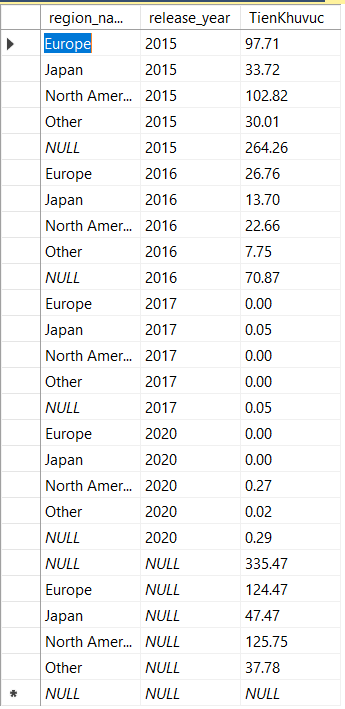 region_na... release_year TienKhuvuc
Europe 2015 97.71
Japan 2015 33.72
North Amer... 2015 102.82
Other 2015 30.01
NULL 2015 264.26
Europe 2016 26.76
Japan 2016 13.70
North Amer... 2016 22.66
Other 2016 7.75
NULL 2016 70.87
Europe 2017 0.00
Japan 2017 0.05
North Amer... 2017 0.00
Other 2017 0.00
NULL 2017 0.05
Europe 2020 0.00
Japan 2020 0.00
North Amer... 2020 0.27
Other 2020 0.02
NULL 2020 0.29
NULL NULL 335.47
Europe NULL 124.47
Japan NULL 47.47
North Amer... NULL 125.75
Other NULL 37.78
NULL NULL NULL